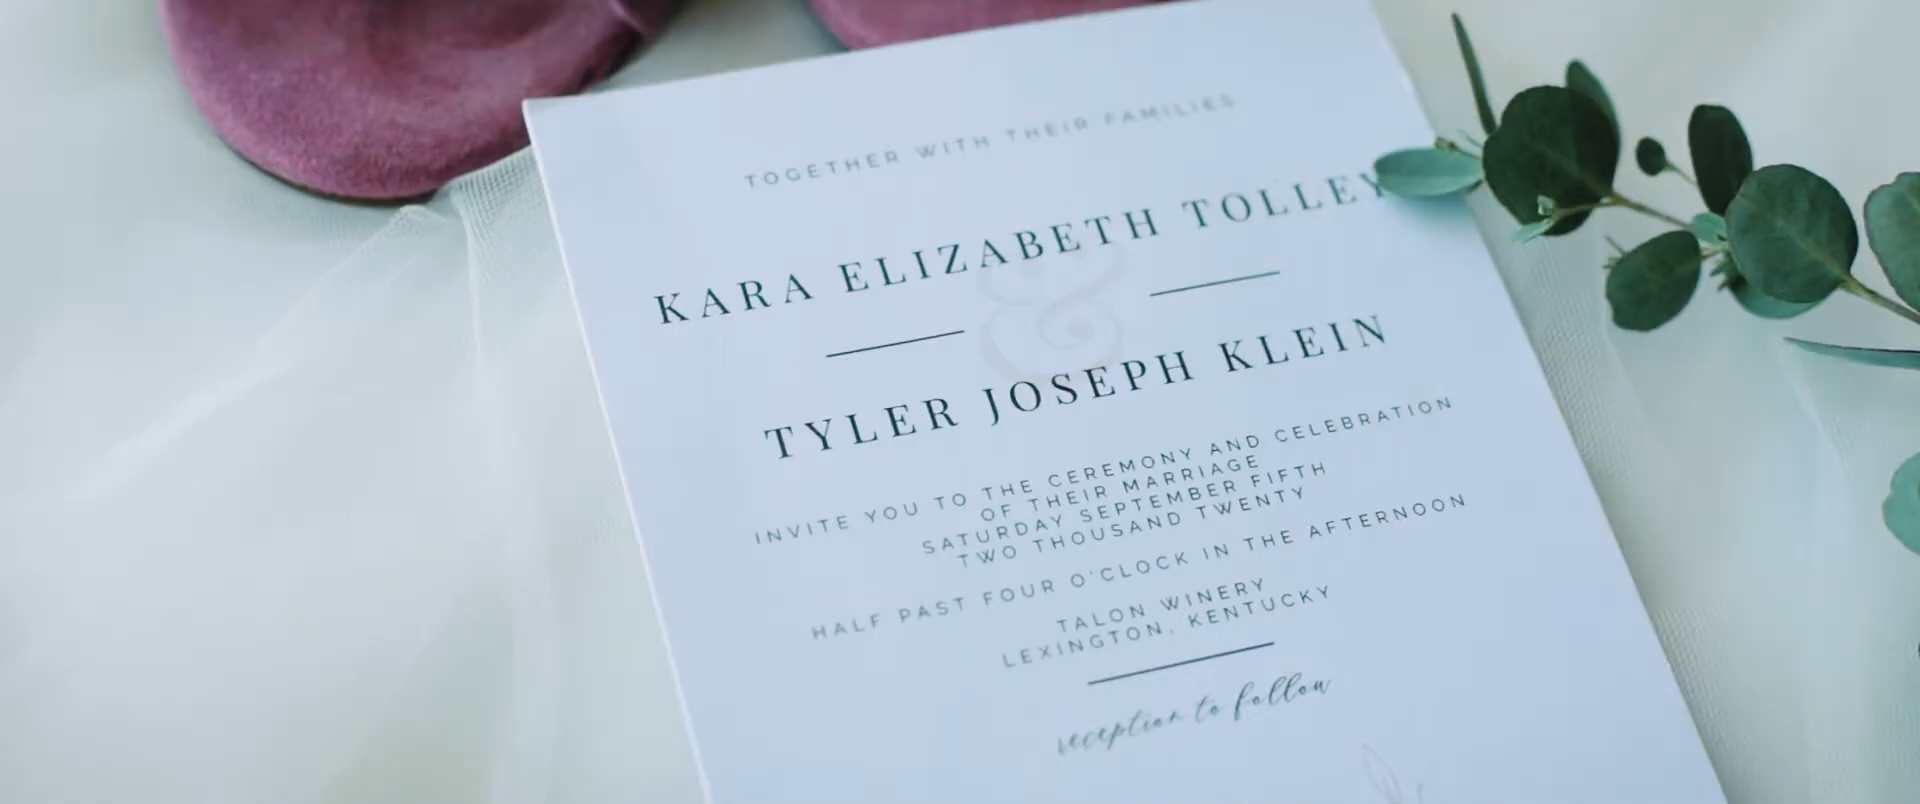 TOGETHER WITH THEIR FAMILIES
KARA ELIZABETH TOLLEY
&
TYLER JOSEPH KLEIN
INVITE YOU TO THE CEREMONY AND CELEBRATION
OF THEIR MARRIAGE
SATURDAY SEPTEMBER FIFTH
TWO THOUSAND TWENTY
HALF PAST FOUR O'CLOCK IN THE AFTERNOON
TALON WINERY
LEXINGTON, KENTUCKY
reception to follow